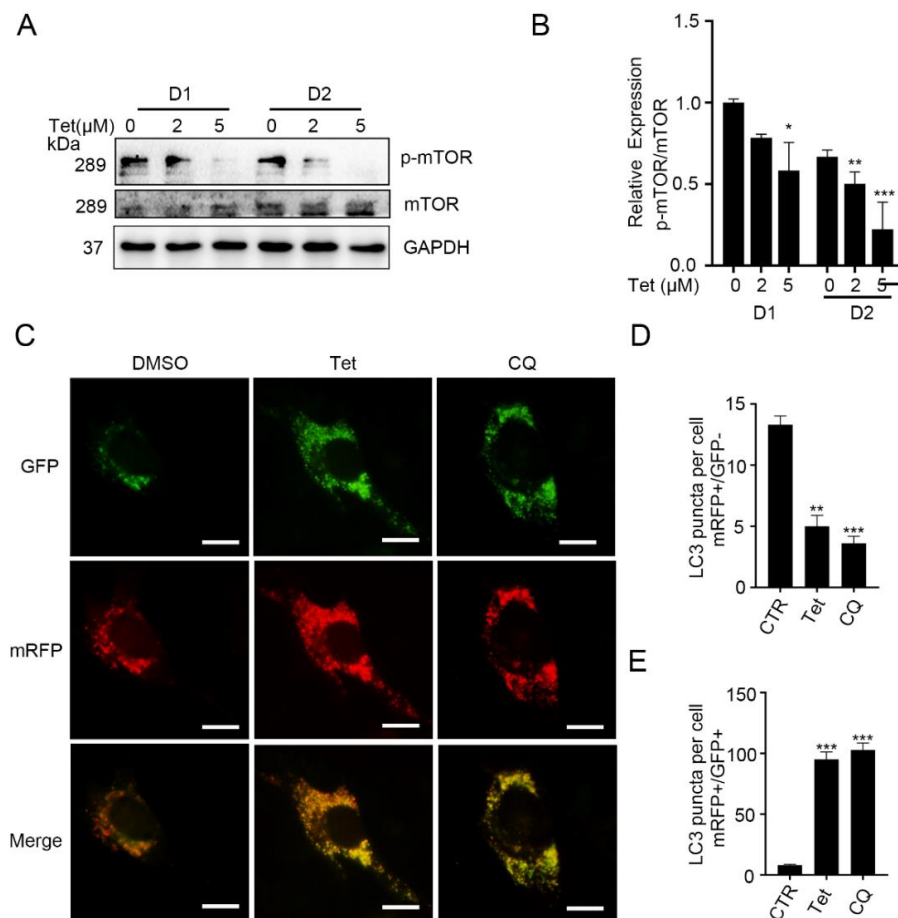 A
D1 D2
Tet(µM) 0 2 5 0 2 5
kDa
289 p-mTOR
289 mTOR
37 GAPDH
B
Relative Expression
p-mTOR/mTOR
1.5
1.0
0.5
0.0
* ** ***
Tet (µM) 0 2 5 0 2 5
D1 D2
C
DMSO Tet CQ
GFP
mRFP
Merge
D
LC3 puncta per cell
mRFP+/GFP-
15
10
5
0
** ***
CTR Tet CQ
E
LC3 puncta per cell
mRFP+/GFP+
150
100
50
0
*** ***
CTR Tet CQ